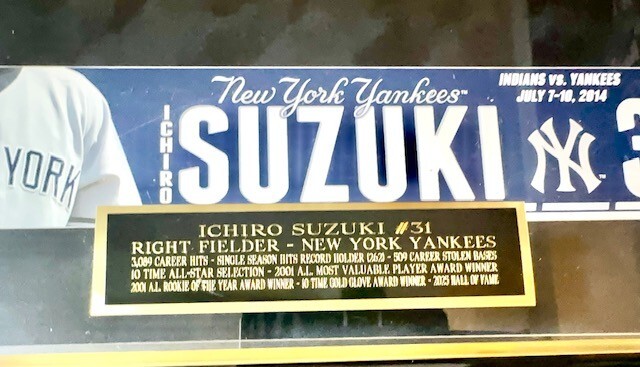 New York Yankees™
INDIANS vs. YANKEES
JULY 7-10, 2014
ICHIRO
SUZUKI
NY
3
YORK
ICHIRO SUZUKI #31
RIGHT FIELDER - NEW YORK YANKEES
3,089 CAREER HITS - SINGLE SEASON HITS RECORD HOLDER (262) - 509 CAREER STOLEN BASES
10 TIME ALL-STAR SELECTION - 2001 A.L. MOST VALUABLE PLAYER AWARD WINNER
2001 A.L. ROOKIE OF THE YEAR AWARD WINNER - 10 TIME GOLD GLOVE AWARD WINNER - 2025 HALL OF FAME